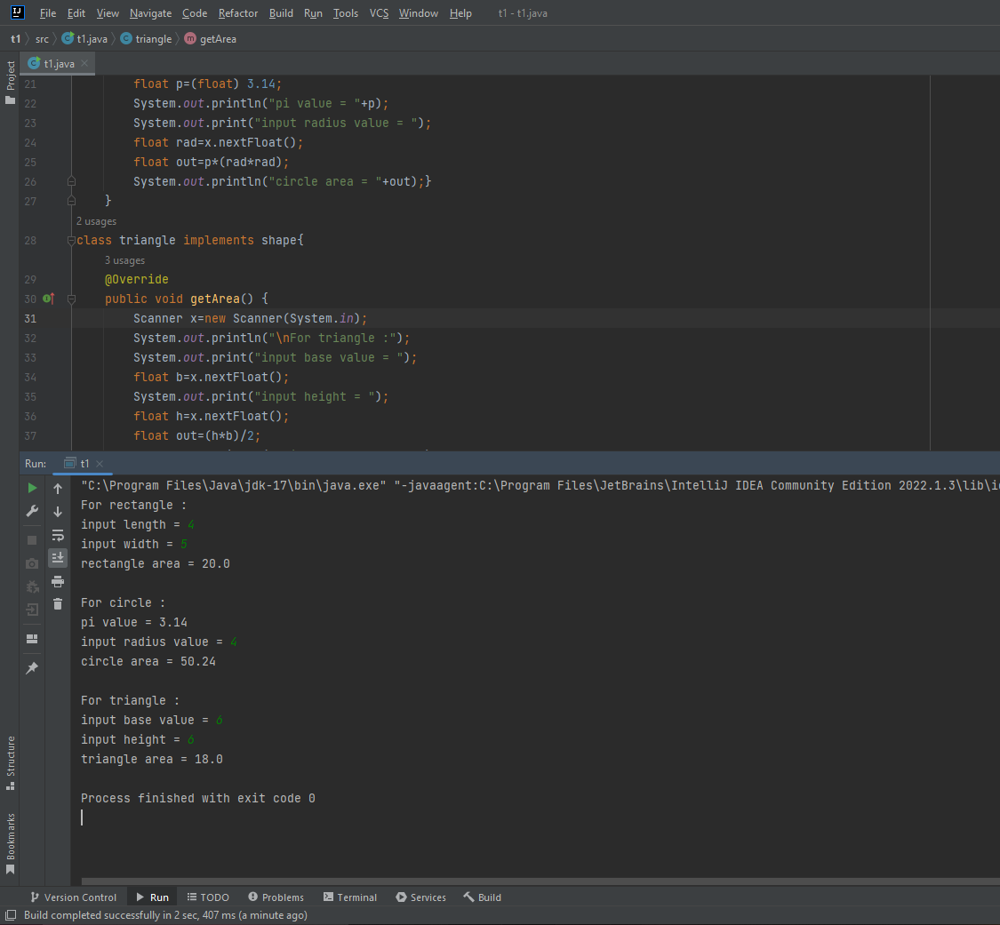 File Edit View Navigate Code Refactor Build Run Tools VCS Window Help t1 - t1.java
t1 src t1.java triangle getArea
Project
t1.java
21 float p=(float) 3.14;
22 System.out.println("pi value = "+p);
23 System.out.print("input radius value = ");
24 float rad=x.nextFloat();
25 float out=p*(rad*rad);
26 System.out.println("circle area = "+out);}
27 }
2 usages
28 class triangle implements shape{
3 usages
29 @Override
30 public void getArea() {
31 Scanner x=new Scanner(System.in);
32 System.out.println("\nFor triangle :");
33 System.out.print("input base value = ");
34 float b=x.nextFloat();
35 System.out.print("input height = ");
36 float h=x.nextFloat();
37 float out=(h*b)/2;
Run: t1
"C:\Program Files\Java\jdk-17\bin\java.exe" "-javaagent:C:\Program Files\JetBrains\IntelliJ IDEA Community Edition 2022.1.3\lib\
For rectangle :
input length = 4
input width = 5
rectangle area = 20.0
For circle :
pi value = 3.14
input radius value = 4
circle area = 50.24
For triangle :
input base value = 6
input height = 6
triangle area = 18.0
Process finished with exit code 0
Structure
Bookmarks
Version Control Run TODO Problems Terminal Services Build
Build completed successfully in 2 sec, 407 ms (a minute ago)